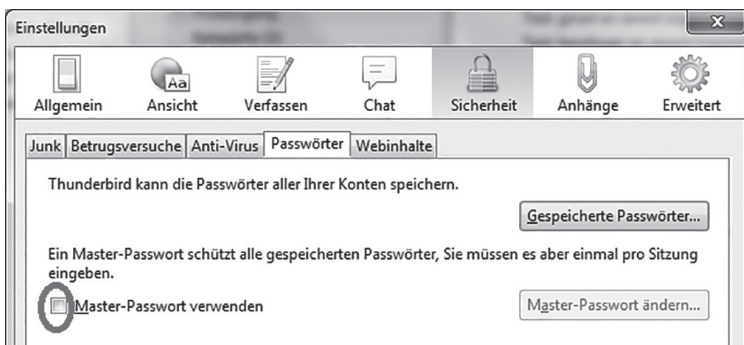 Einstellungen
Allgemein Ansicht Verfassen Chat Sicherheit Anhänge Erweitert
Junk Betrugsversuche Anti-Virus Passwörter Webinhalte
Thunderbird kann die Passwörter aller Ihrer Konten speichern.
Gespeicherte Passwörter...
Ein Master-Passwort schützt alle gespeicherten Passwörter, Sie müssen es aber einmal pro Sitzung
eingeben.
Master-Passwort verwenden Master-Passwort ändern...